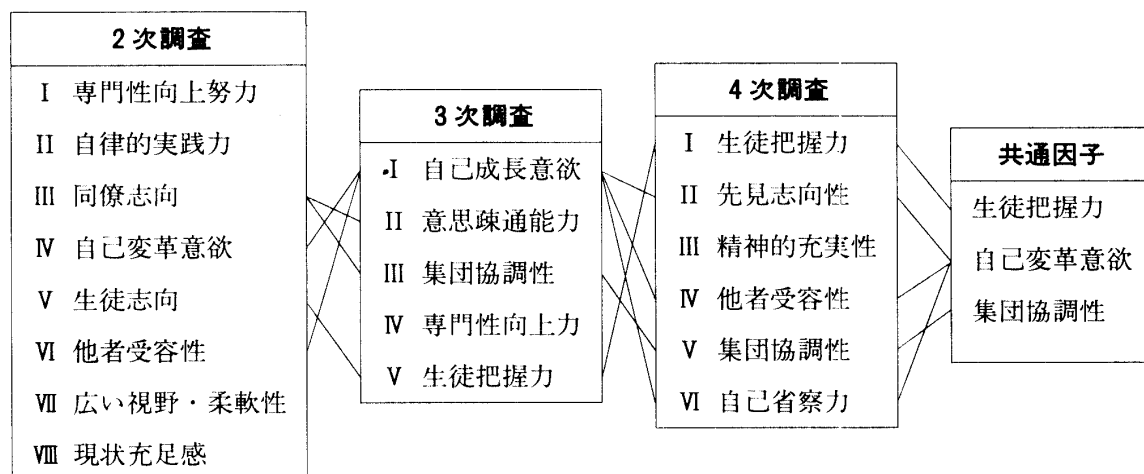 2次調査
Ⅰ 専門性向上努力
Ⅱ 自律的実践力
Ⅲ 同僚志向
Ⅳ 自己変革意欲
Ⅴ 生徒志向
Ⅵ 他者受容性
Ⅶ 広い視野・柔軟性
Ⅷ 現状充足感
3次調査
Ⅰ 自己成長意欲
Ⅱ 意思疎通能力
Ⅲ 集団協調性
Ⅳ 専門性向上力
Ⅴ 生徒把握力
4次調査
Ⅰ 生徒把握力
Ⅱ 先見志向性
Ⅲ 精神的充実性
Ⅳ 他者受容性
Ⅴ 集団協調性
Ⅵ 自己省察力
共通因子
生徒把握力
自己変革意欲
集団協調性